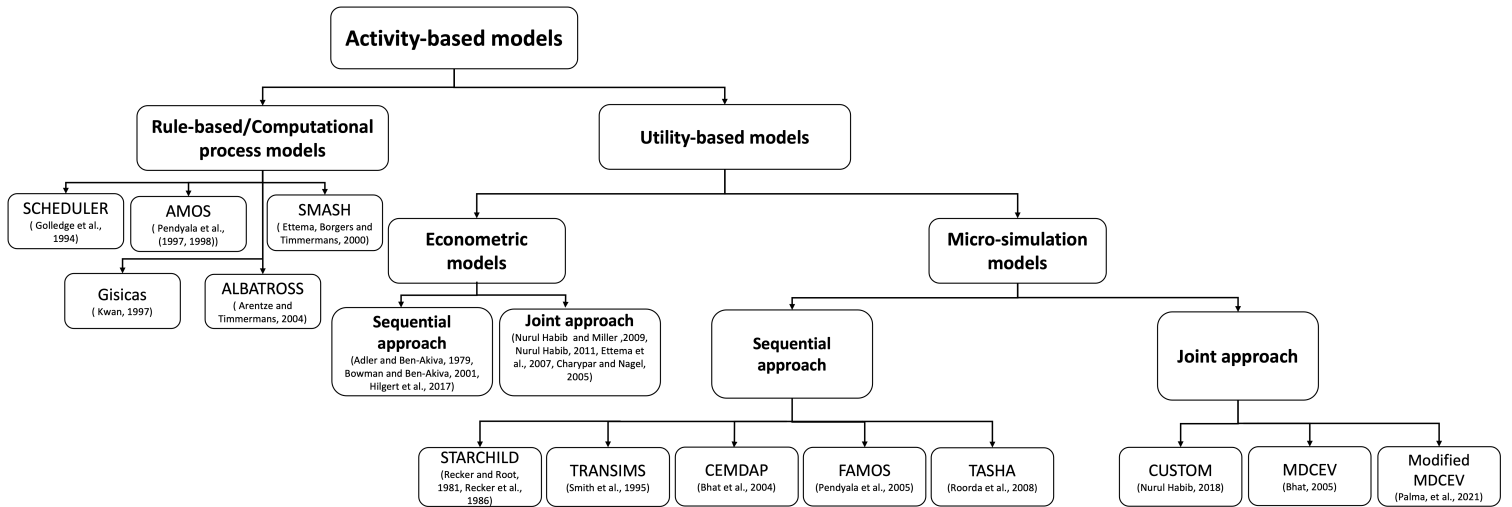 Activity-based models
Rule-based/Computational
process models
Utility-based models
SCHEDULER
( Golledge et al.,
1994)
AMOS
( Pendyala et al.,
(1997, 1998))
SMASH
( Ettema, Borgers and
Timmermans, 2000)
Gisicas
( Kwan, 1997)
ALBATROSS
( Arentze and
Timmermans, 2004)
Econometric
models
Micro-simulation
models
Sequential
approach
(Adler and Ben-Akiva, 1979,
Bowman and Ben-Akiva, 2001,
Hilgert et al., 2017)
Joint approach
(Nurul Habib and Miller ,2009,
Nurul Habib, 2011, Ettema et
al., 2007, Charypar and Nagel,
2005)
Sequential
approach
Joint approach
STARCHILD
(Recker and Root,
1981, Recker et al.,
1986)
TRANSIMS
(Smith et al., 1995)
CEMDAP
(Bhat et al., 2004)
FAMOS
(Pendyala et al., 2005)
TASHA
(Roorda et al., 2008)
CUSTOM
(Nurul Habib, 2018)
MDCEV
(Bhat, 2005)
Modified
MDCEV
(Palma, et al., 2021)